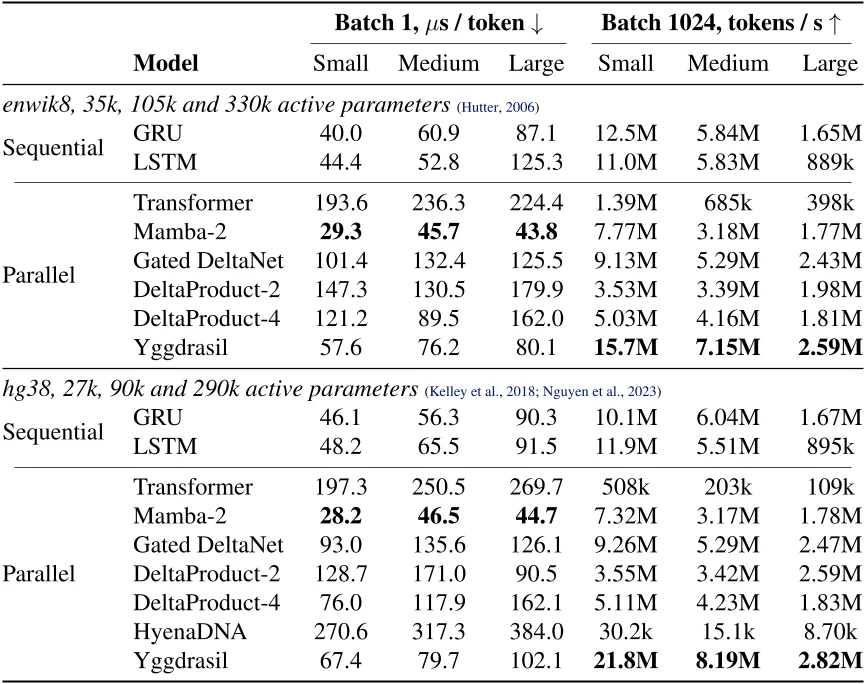 Batch 1, μs / token ↓ Batch 1024, tokens / s ↑
Model Small Medium Large Small Medium Large
enwik8, 35k, 105k and 330k active parameters (Hutter, 2006)
Sequential
GRU 40.0 60.9 87.1 12.5M 5.84M 1.65M
LSTM 44.4 52.8 125.3 11.0M 5.83M 889k
Parallel
Transformer 193.6 236.3 224.4 1.39M 685k 398k
Mamba-2 29.3 45.7 43.8 7.77M 3.18M 1.77M
Gated DeltaNet 101.4 132.4 125.5 9.13M 5.29M 2.43M
DeltaProduct-2 147.3 130.5 179.9 3.53M 3.39M 1.98M
DeltaProduct-4 121.2 89.5 162.0 5.03M 4.16M 1.81M
Yggdrasil 57.6 76.2 80.1 15.7M 7.15M 2.59M
hg38, 27k, 90k and 290k active parameters (Kelley et al., 2018; Nguyen et al., 2023)
Sequential
GRU 46.1 56.3 90.3 10.1M 6.04M 1.67M
LSTM 48.2 65.5 91.5 11.9M 5.51M 895k
Parallel
Transformer 197.3 250.5 269.7 508k 203k 109k
Mamba-2 28.2 46.5 44.7 7.32M 3.17M 1.78M
Gated DeltaNet 93.0 135.6 126.1 9.26M 5.29M 2.47M
DeltaProduct-2 128.7 171.0 90.5 3.55M 3.42M 2.59M
DeltaProduct-4 76.0 117.9 162.1 5.11M 4.23M 1.83M
HyenaDNA 270.6 317.3 384.0 30.2k 15.1k 8.70k
Yggdrasil 67.4 79.7 102.1 21.8M 8.19M 2.82M